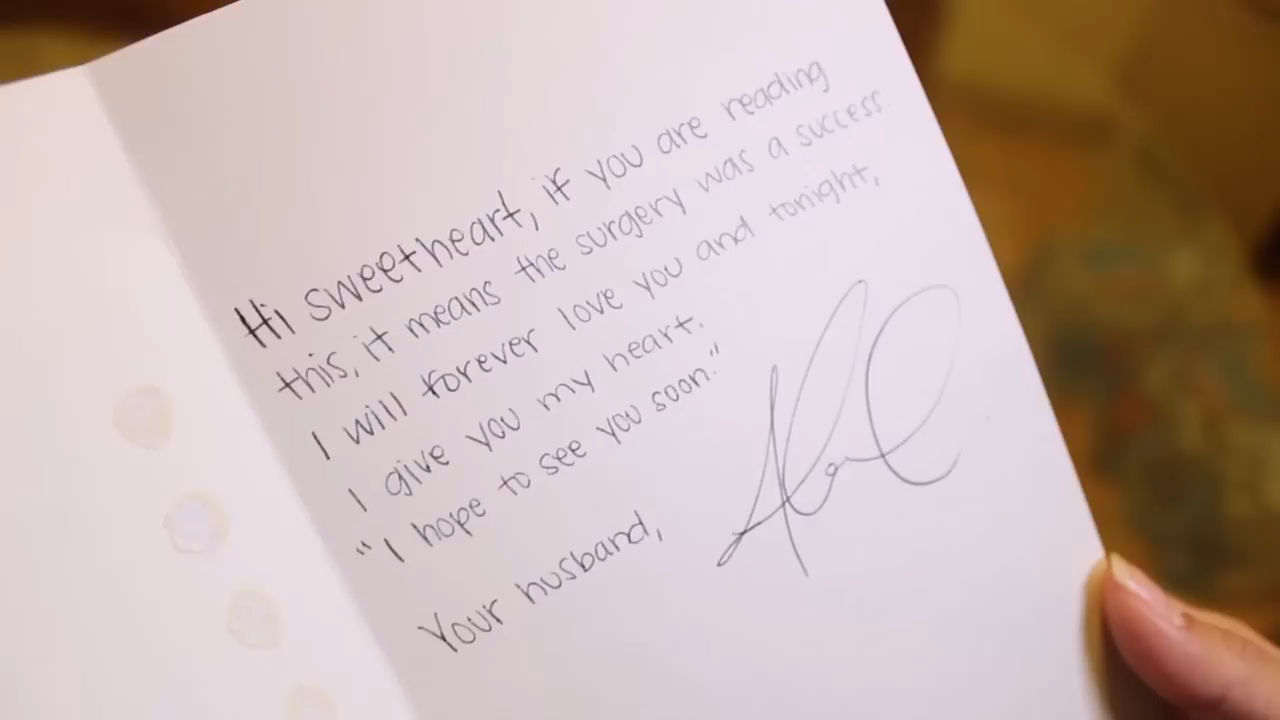 Hi sweetheart, if you are reading
this, it means the surgery was a success.
I will forever love you and tonight,
I give you my heart.
"I hope to see you soon."
Your husband,